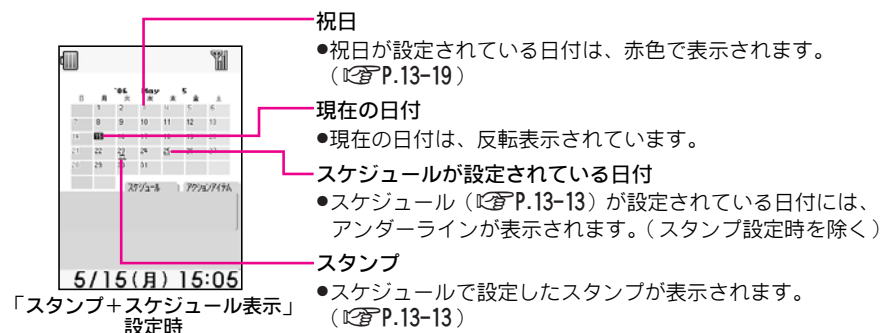 祝日
●祝日が設定されている日付は、赤色で表示されます。
（☞P.13-19）
現在の日付
●現在の日付は、反転表示されています。
スケジュールが設定されている日付
●スケジュール（☞P.13-13）が設定されている日付には、
アンダーラインが表示されます。（スタンプ設定時を除く）
スタンプ
●スケジュールで設定したスタンプが表示されます。
（☞P.13-13）
'06 May 5
日 月 火 水 木 金 土
1 2 3 4 5 6
7 8 9 10 11 12 13
14 15 16 17 18 19 20
21 22 23 24 25 26 27
28 29 30 31
スケジュール アクションアイテム
5/15(月) 15:05
「スタンプ＋スケジュール表示」
設定時